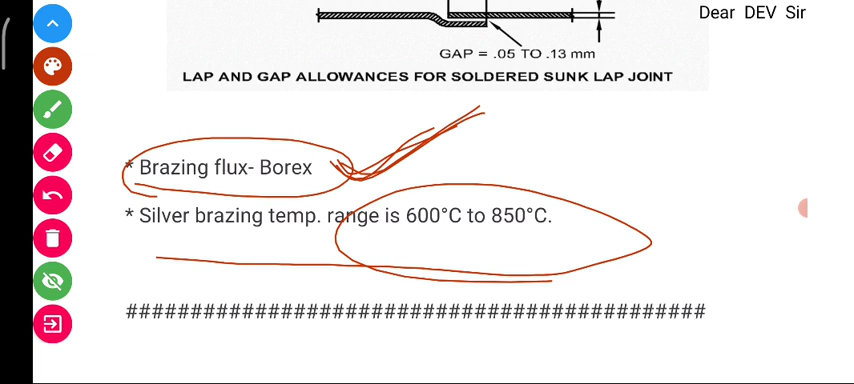 Dear DEV Sir
GAP = .05 TO .13 mm
LAP AND GAP ALLOWANCES FOR SOLDERED SUNK LAP JOINT
* Brazing flux- Borex
* Silver brazing temp. range is 600°C to 850°C.
#############################################